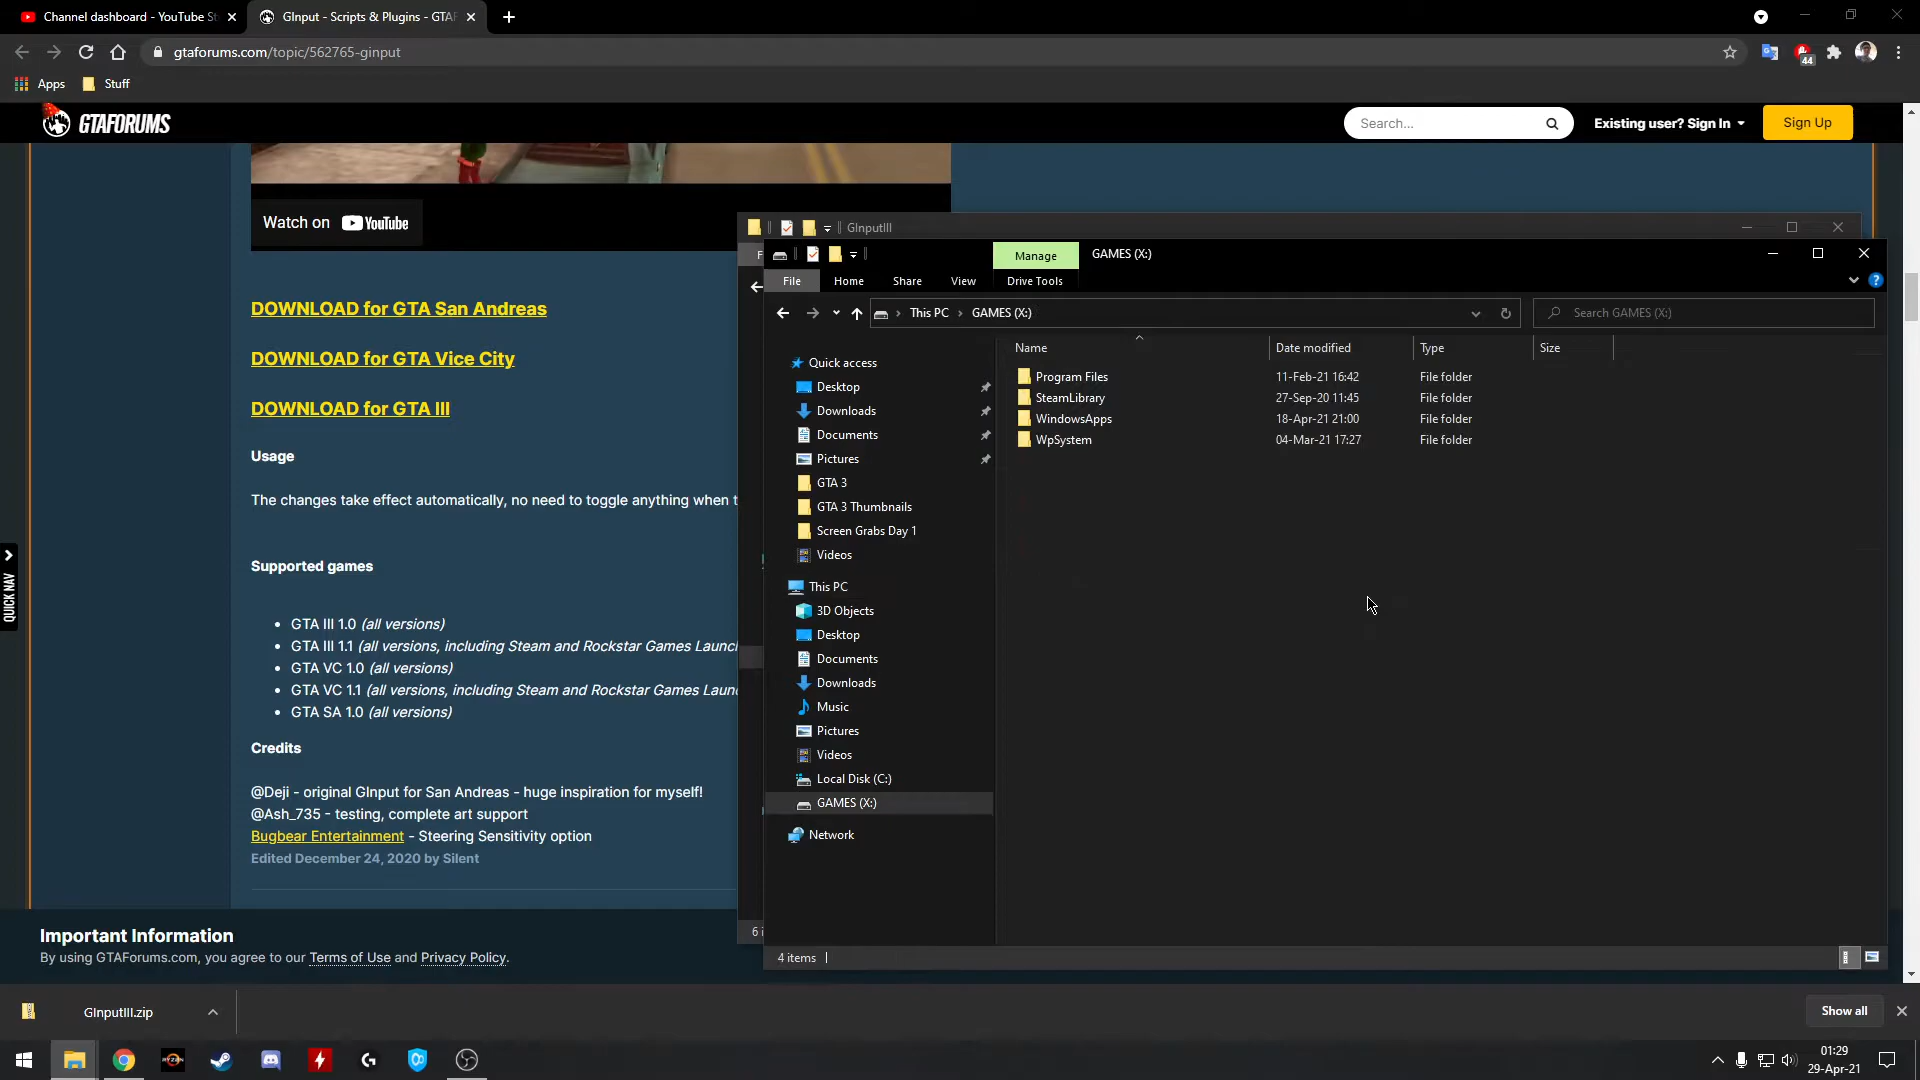 Channel dashboard - YouTube St
GInput - Scripts & Plugins - GTAF
gtaforums.com/topic/562765-ginput
44
Apps
Stuff
GTAFORUMS
Search...
Existing user? Sign In
Sign Up
Watch on YouTube
DOWNLOAD for GTA San Andreas
DOWNLOAD for GTA Vice City
DOWNLOAD for GTA III
Usage
The changes take effect automatically, no need to toggle anything when t
Supported games
GTA III 1.0 (all versions)
GTA III 1.1 (all versions, including Steam and Rockstar Games Launc
GTA VC 1.0 (all versions)
GTA VC 1.1 (all versions, including Steam and Rockstar Games Laun
GTA SA 1.0 (all versions)
Credits
@Deji - original GInput for San Andreas - huge inspiration for myself!
@Ash_735 - testing, complete art support
Bugbear Entertainment - Steering Sensitivity option
Edited December 24, 2020 by Silent
QUICK NAV
Important Information
By using GTAForums.com, you agree to our Terms of Use and Privacy Policy.
GInputIII
F
6 i
Manage
GAMES (X:)
File
Home
Share
View
Drive Tools
This PC
GAMES (X:)
Search GAMES (X:)
Name
Date modified
Type
Size
Program Files
11-Feb-21 16:42
File folder
SteamLibrary
27-Sep-20 11:45
File folder
WindowsApps
18-Apr-21 21:00
File folder
WpSystem
04-Mar-21 17:27
File folder
Quick access
Desktop
Downloads
Documents
Pictures
GTA 3
GTA 3 Thumbnails
Screen Grabs Day 1
Videos
This PC
3D Objects
Desktop
Documents
Downloads
Music
Pictures
Videos
Local Disk (C:)
GAMES (X:)
Network
4 items
GInputIII.zip
Show all
RYZEN
01:29
29-Apr-21